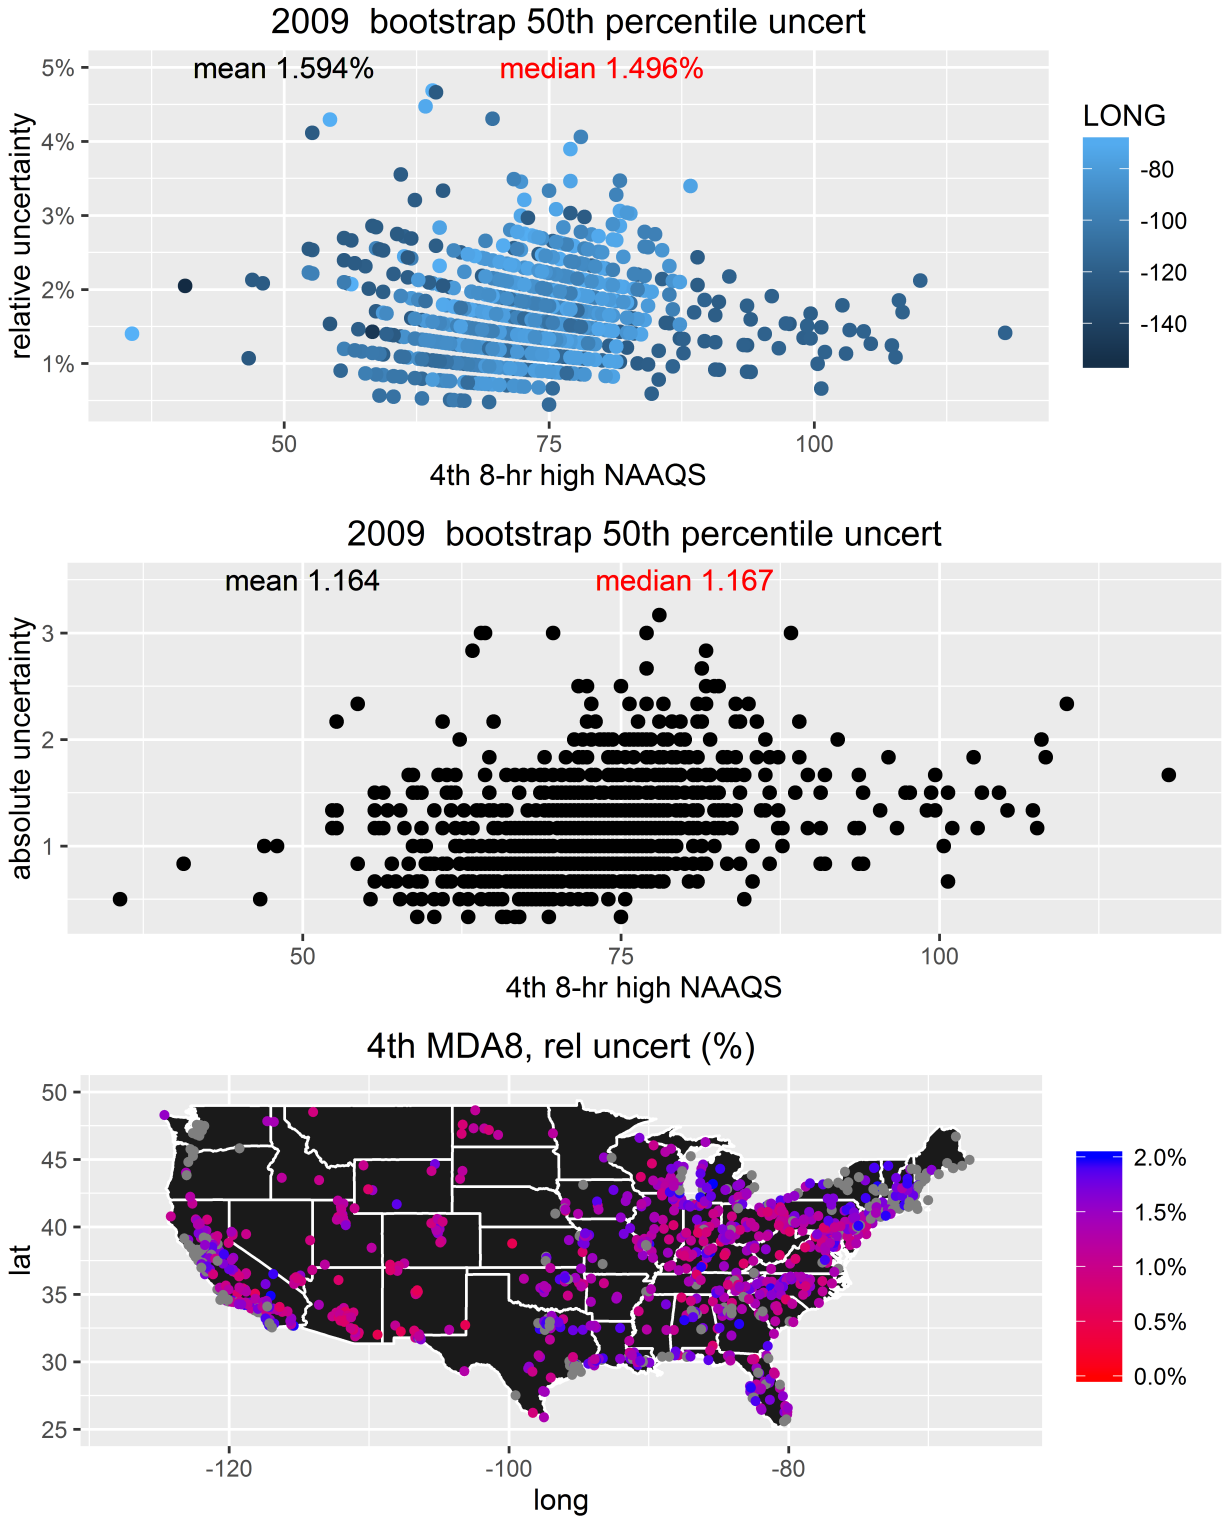 2009 bootstrap 50th percentile uncert
mean 1.594% median 1.496%
relative uncertainty
5%
4%
3%
2%
1%
50 75 100
4th 8-hr high NAAQS
LONG
-80
-100
-120
-140
2009 bootstrap 50th percentile uncert
mean 1.164 median 1.167
absolute uncertainty
3
2
1
50 75 100
4th 8-hr high NAAQS
4th MDA8, rel uncert (%)
lat
50
45
40
35
30
25
-120 -100 -80
long
2.0%
1.5%
1.0%
0.5%
0.0%